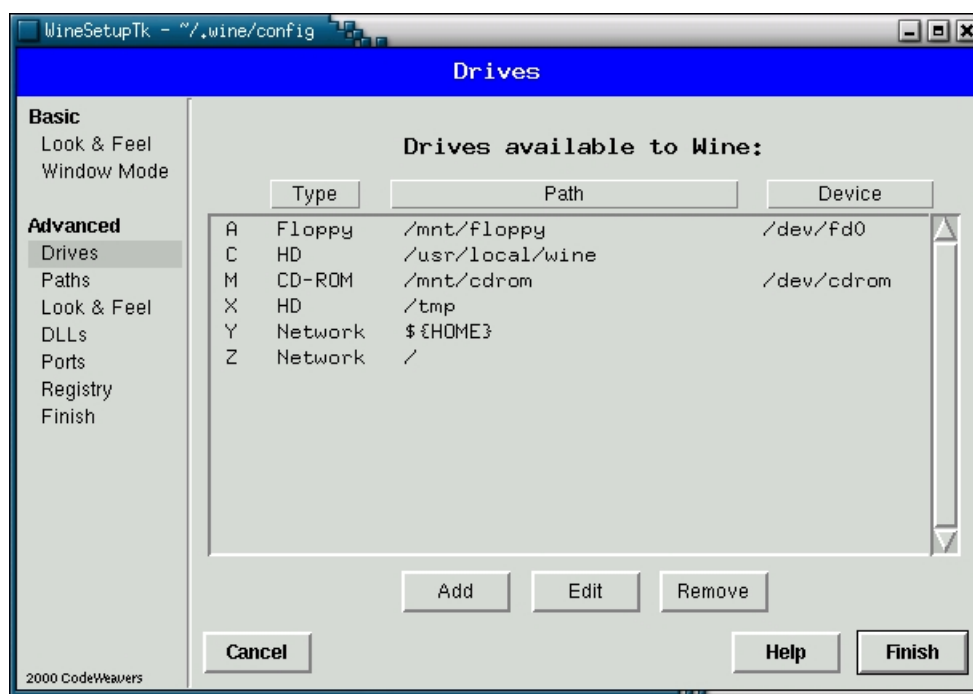 WineSetupTk - ~/.wine/config
Drives
Basic
Look & Feel
Window Mode
Advanced
Drives
Paths
Look & Feel
DLLs
Ports
Registry
Finish
2000 CodeWeavers
Drives available to Wine:
Type Path Device
A Floppy /mnt/floppy /dev/fd0
C HD /usr/local/wine
M CD-ROM /mnt/cdrom /dev/cdrom
X HD /tmp
Y Network ${HOME}
Z Network /
Add Edit Remove
Cancel Help Finish